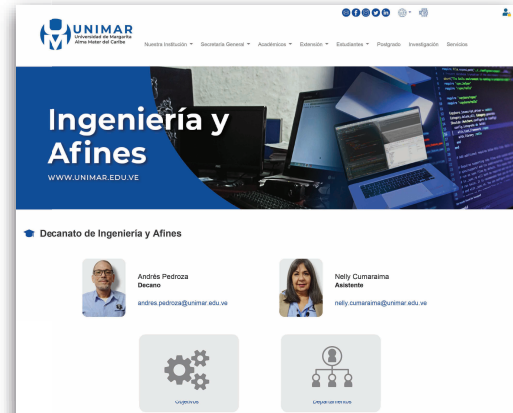 UNIMAR
Universidad de Margarita
Alma Mater del Caribe
Nuestra Institución Secretaría General Académicos Extensión Estudiantes Postgrado Investigación Servicios
Ingeniería y
Afines
WWW.UNIMAR.EDU.VE
Decanato de Ingeniería y Afines
Andrés Pedroza
Decano
andres.pedroza@unimar.edu.ve
Nelly Cumaraima
Asistente
nelly.cumaraima@unimar.edu.ve
Objetivos
Departamentos